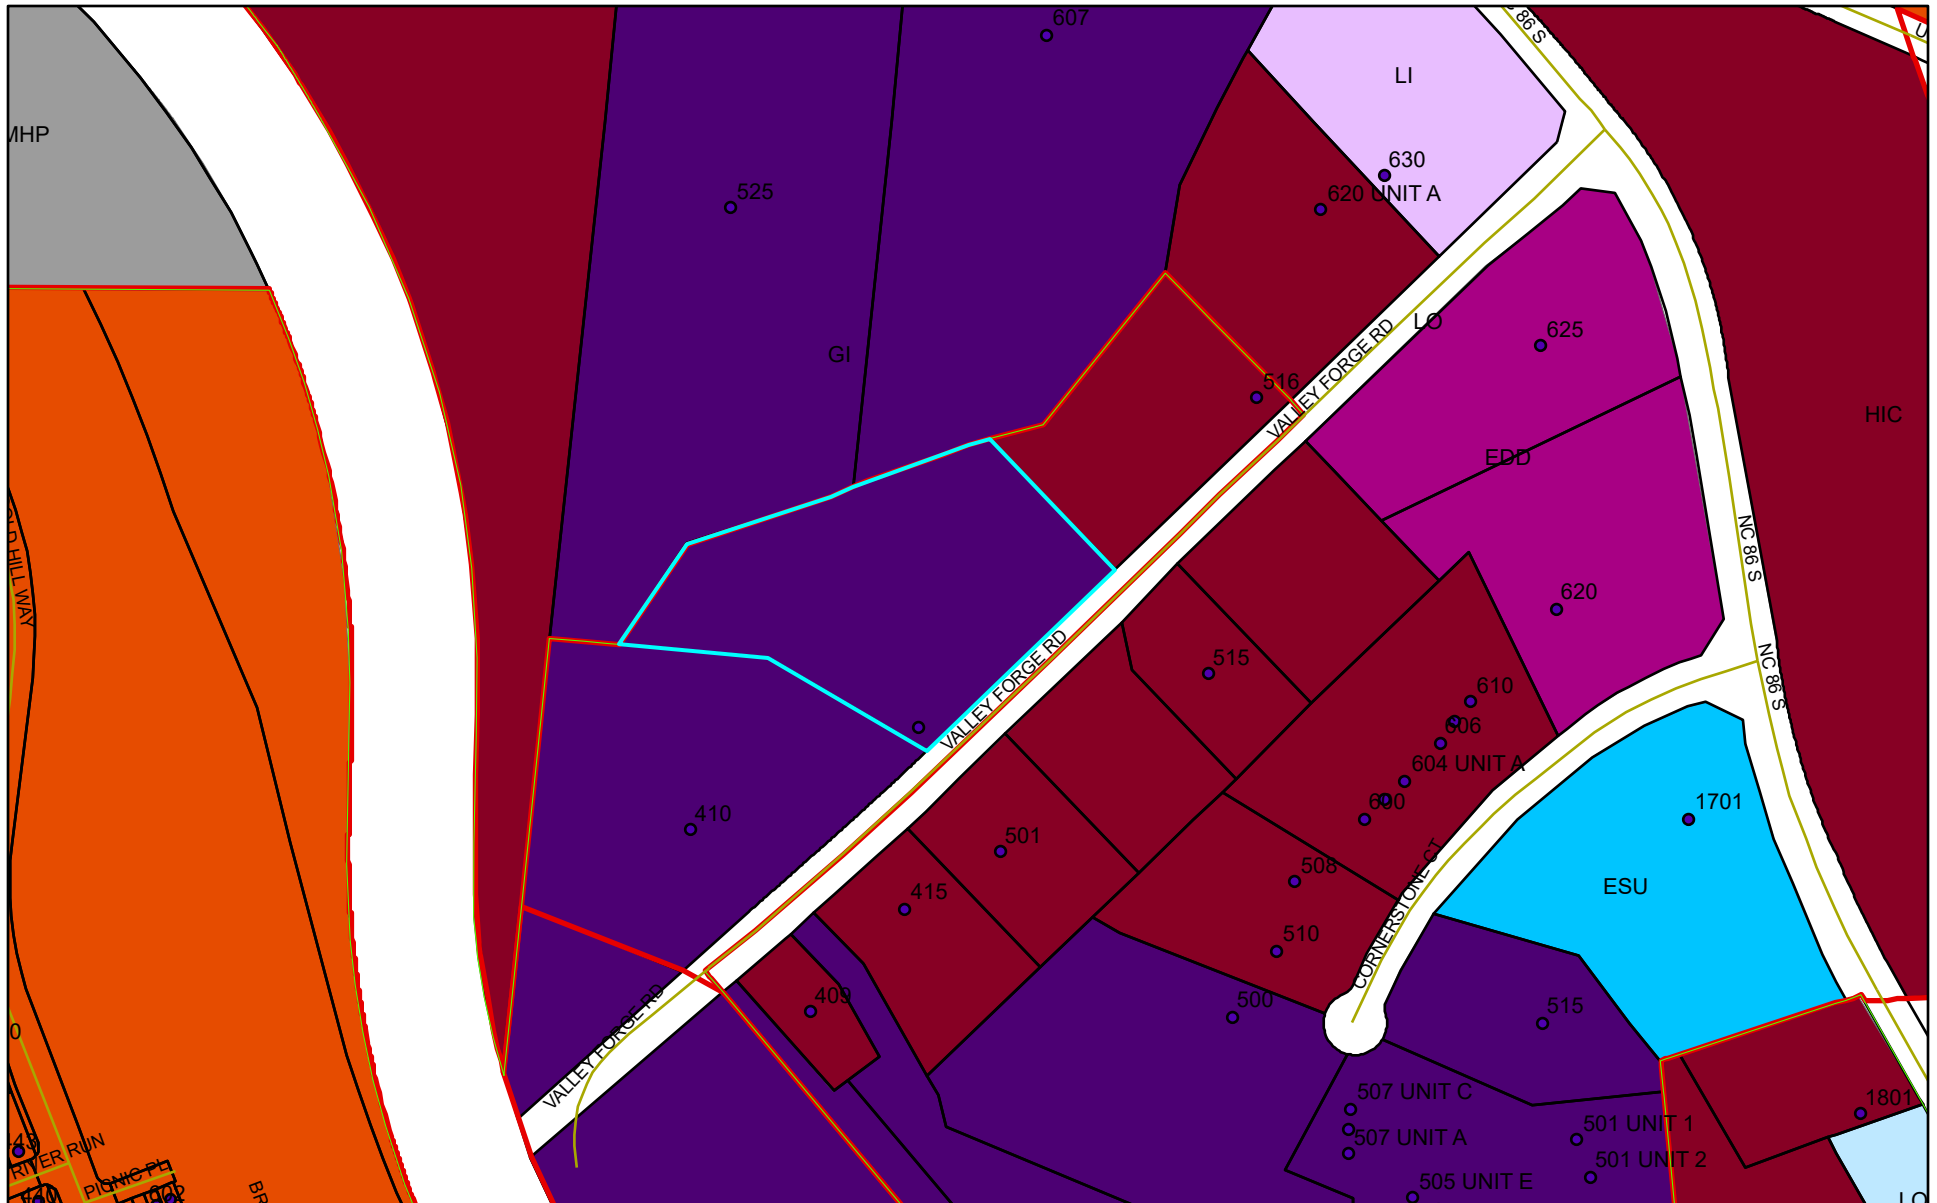 607
LI
MHP
630
525
620 UNIT A
LO
625
GI
VALLEY FORGE RD
516
HIC
EDD
NC 86 S
620
VALLEY FORGE RD
515
NC 86 S
610
606
604 UNIT A
600
1701
410
501
508
ESU
415
CORNERSTONE CT
510
409
500
515
VALLEY FORGE RD
507 UNIT C
1801
501 UNIT 1
507 UNIT A
RIVER RUN
501 UNIT 2
PICNIC PL
505 UNIT E